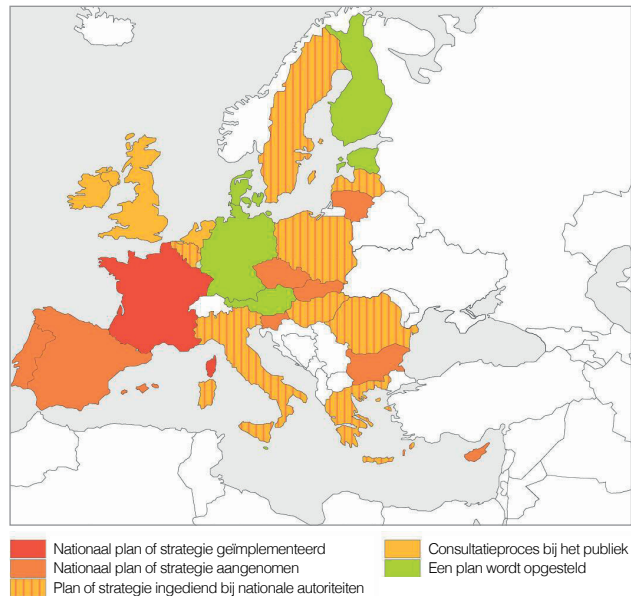 Nationaal plan of strategie geïmplementeerd
Nationaal plan of strategie aangenomen
Plan of strategie ingediend bij nationale autoriteiten
Consultatieproces bij het publiek
Een plan wordt opgesteld